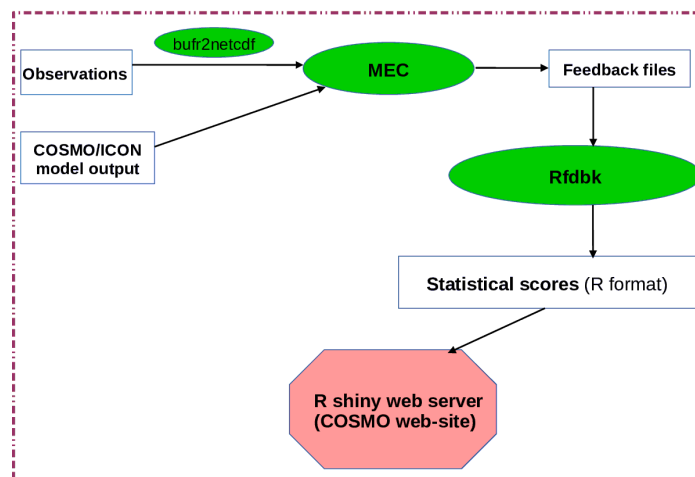 bufr2netcdf
Observations
MEC
Feedback files
COSMO/ICON
model output
Rfdbk
Statistical scores (R format)
R shiny web server
(COSMO web-site)